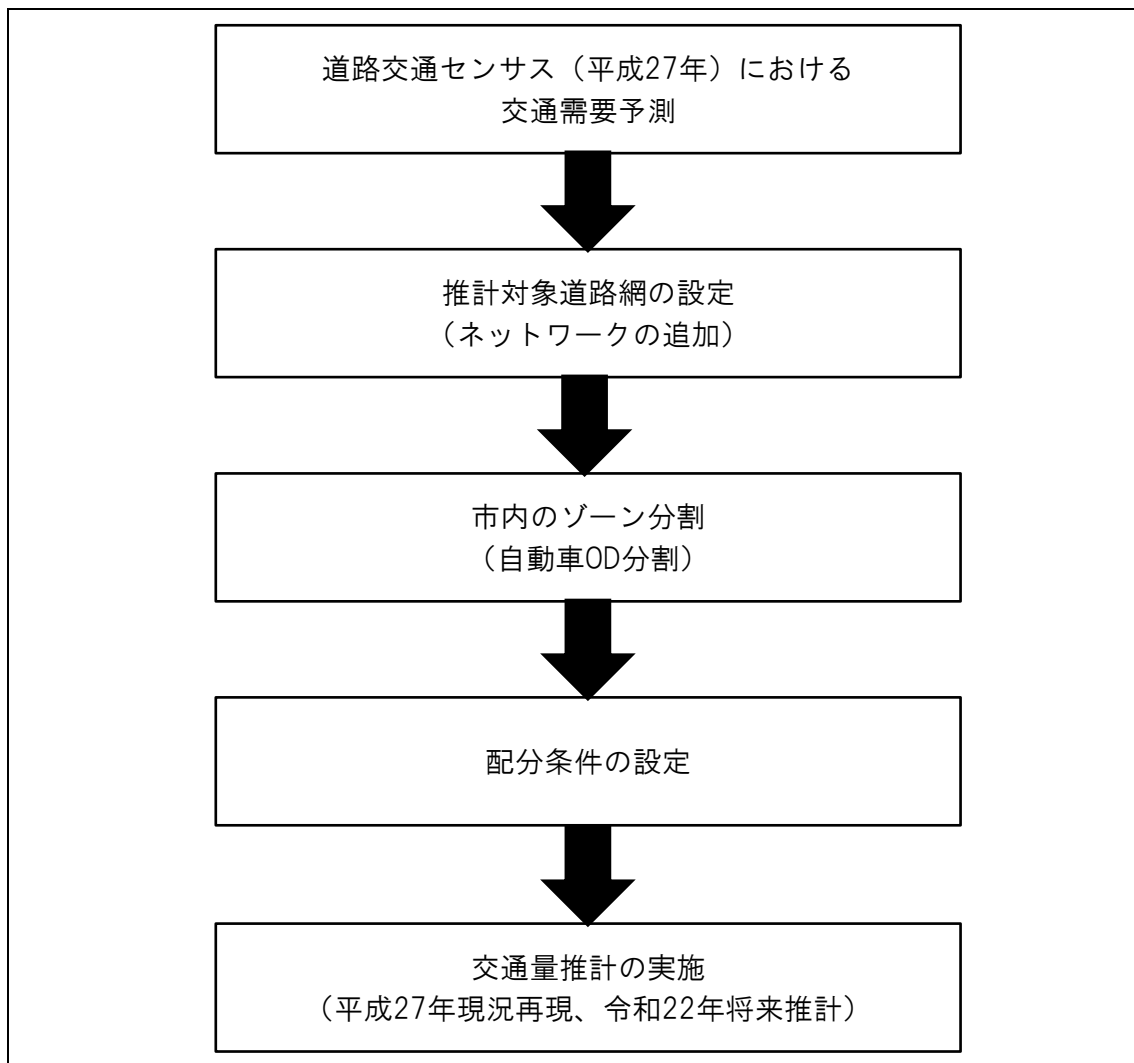 道路交通センサス（平成27年）における
交通需要予測
推計対象道路網の設定
（ネットワークの追加）
市内のゾーン分割
（自動車OD分割）
配分条件の設定
交通量推計の実施
（平成27年現況再現、令和22年将来推計）